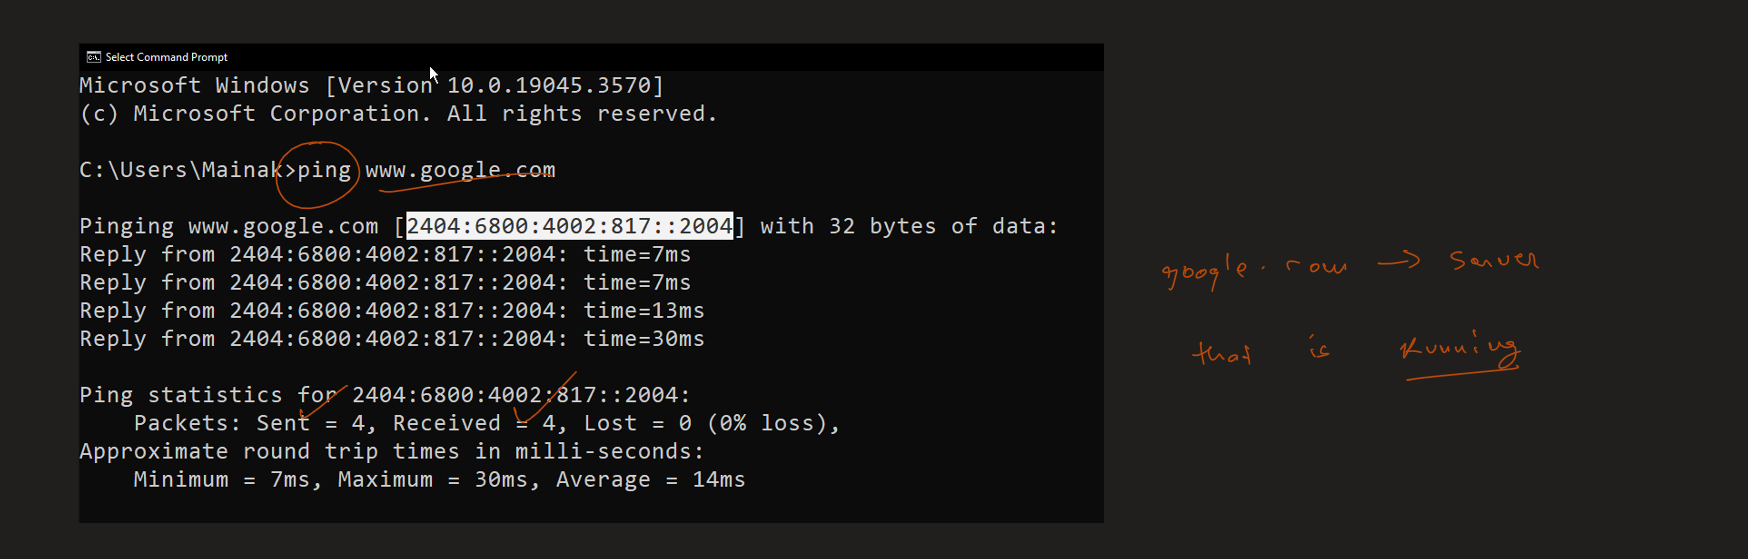 Select Command Prompt
Microsoft Windows [Version 10.0.19045.3570]
(c) Microsoft Corporation. All rights reserved.
C:\Users\Mainak>ping www.google.com
Pinging www.google.com [2404:6800:4002:817::2004] with 32 bytes of data:
Reply from 2404:6800:4002:817::2004: time=7ms
Reply from 2404:6800:4002:817::2004: time=7ms
Reply from 2404:6800:4002:817::2004: time=13ms
Reply from 2404:6800:4002:817::2004: time=30ms
Ping statistics for 2404:6800:4002:817::2004:
Packets: Sent = 4, Received = 4, Lost = 0 (0% loss),
Approximate round trip times in milli-seconds:
Minimum = 7ms, Maximum = 30ms, Average = 14ms
google.com → Server
that is running